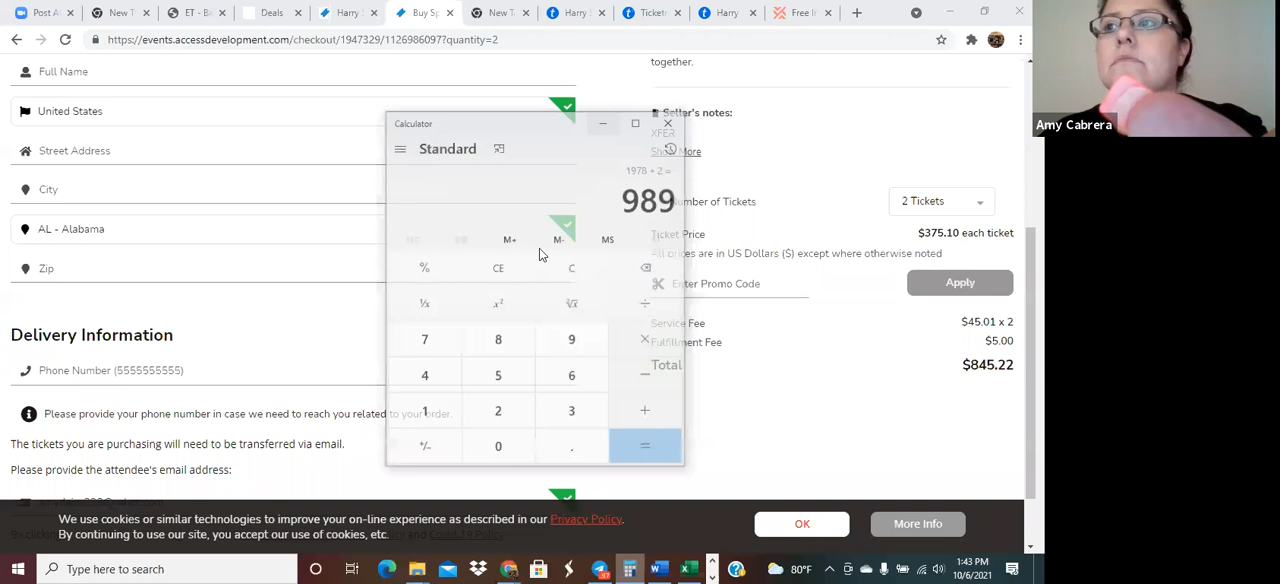 Post A
New T
ET - B
Deals
Harry
Buy Sp
New T
Harry S
Ticket
Harry
Free I
https://events.accessdevelopment.com/checkout/1947329/1126986097?quantity=2
Full Name
United States
Street Address
City
AL - Alabama
Zip
Delivery Information
Phone Number (5555555555)
Please provide your phone number in case we need to reach you related to your order.
The tickets you are purchasing will need to be transferred via email.
Please provide the attendee's email address:
Calculator
Standard
1978 ÷ 2 =
989
M+ M- MS
% CE C
¹/x x² ²√x ÷
7 8 9 ×
4 5 6 −
1 2 3 +
+/− 0 . =
together.
Seller's notes:
XFER
Show More
Number of Tickets
2 Tickets
Ticket Price
$375.10 each ticket
All prices are in US Dollars ($) except where otherwise noted
Enter Promo Code
Apply
Service Fee
$45.01 x 2
Fulfillment Fee
$5.00
Total
$845.22
We use cookies or similar technologies to improve your on-line experience as described in our Privacy Policy.
By continuing to use our site, you accept our use of cookies, etc.
OK
More Info
Amy Cabrera
Type here to search
80°F
1:43 PM
10/6/2021